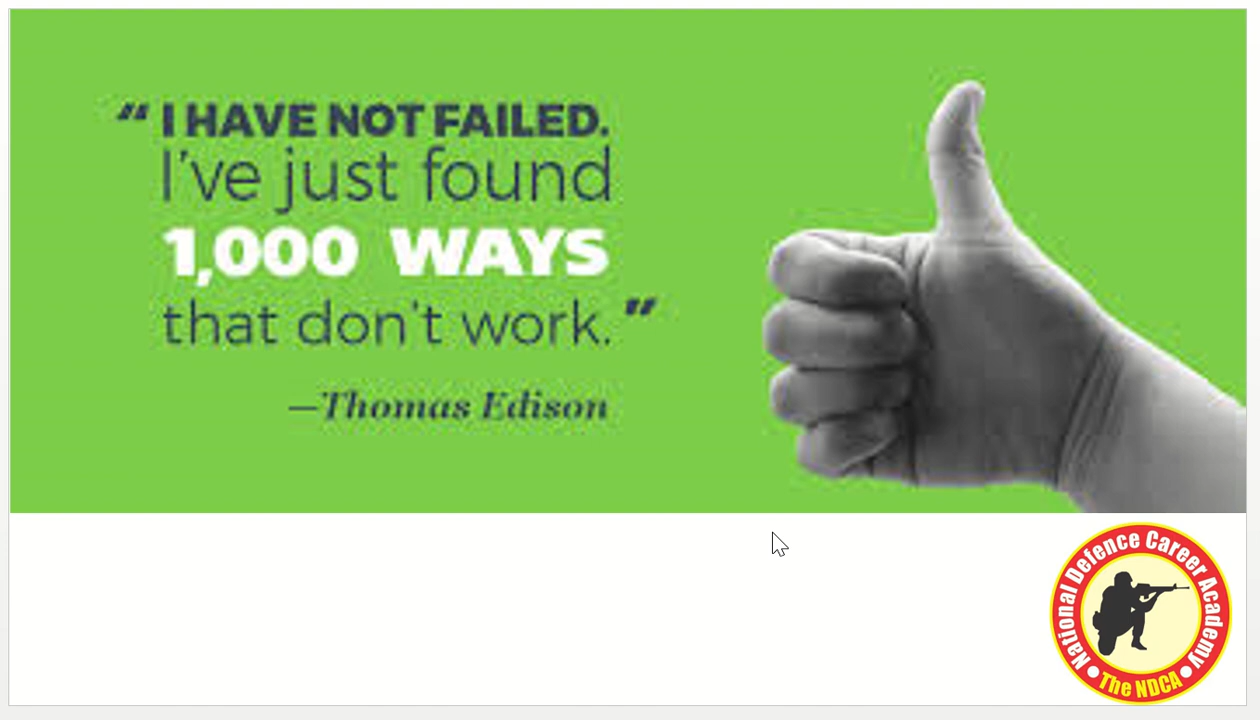 “ I HAVE NOT FAILED.
I've just found
1,000 WAYS
that don't work. ”
—Thomas Edison
National Defence Career Academy
The NDCA